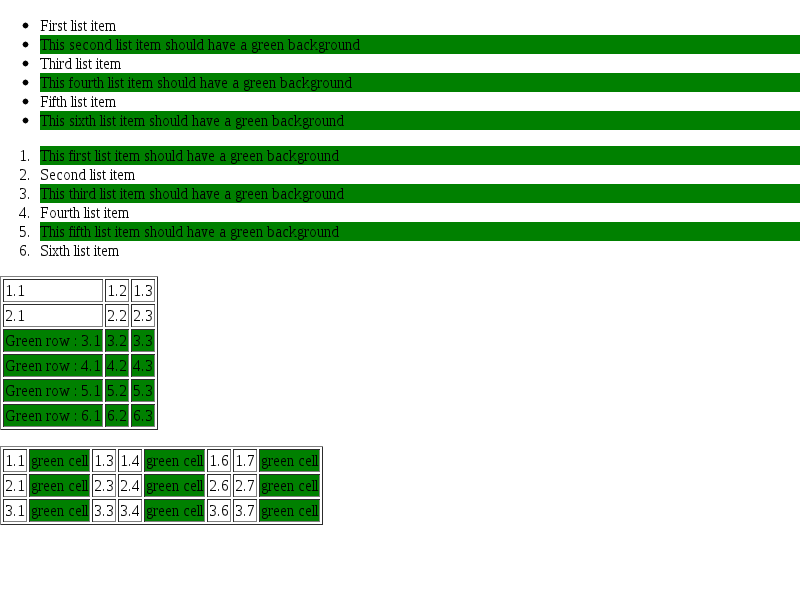 First list item
This second list item should have a green background
Third list item
This fourth list item should have a green background
Fifth list item
This sixth list item should have a green background
1. This first list item should have a green background
2. Second list item
3. This third list item should have a green background
4. Fourth list item
5. This fifth list item should have a green background
6. Sixth list item
1.1 1.2 1.3
2.1 2.2 2.3
Green row : 3.1 3.2 3.3
Green row : 4.1 4.2 4.3
Green row : 5.1 5.2 5.3
Green row : 6.1 6.2 6.3
1.1 green cell 1.3 1.4 green cell 1.6 1.7 green cell
2.1 green cell 2.3 2.4 green cell 2.6 2.7 green cell
3.1 green cell 3.3 3.4 green cell 3.6 3.7 green cell